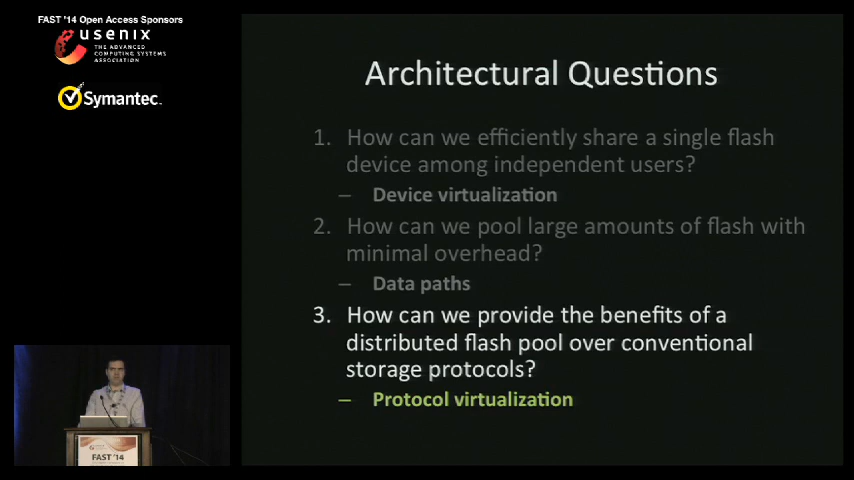 FAST '14 Open Access Sponsors
usenix
THE ADVANCED
COMPUTING SYSTEMS
ASSOCIATION
Symantec.
Architectural Questions
1. How can we efficiently share a single flash
device among independent users?
– Device virtualization
2. How can we pool large amounts of flash with
minimal overhead?
– Data paths
3. How can we provide the benefits of a
distributed flash pool over conventional
storage protocols?
– Protocol virtualization
FAST '14